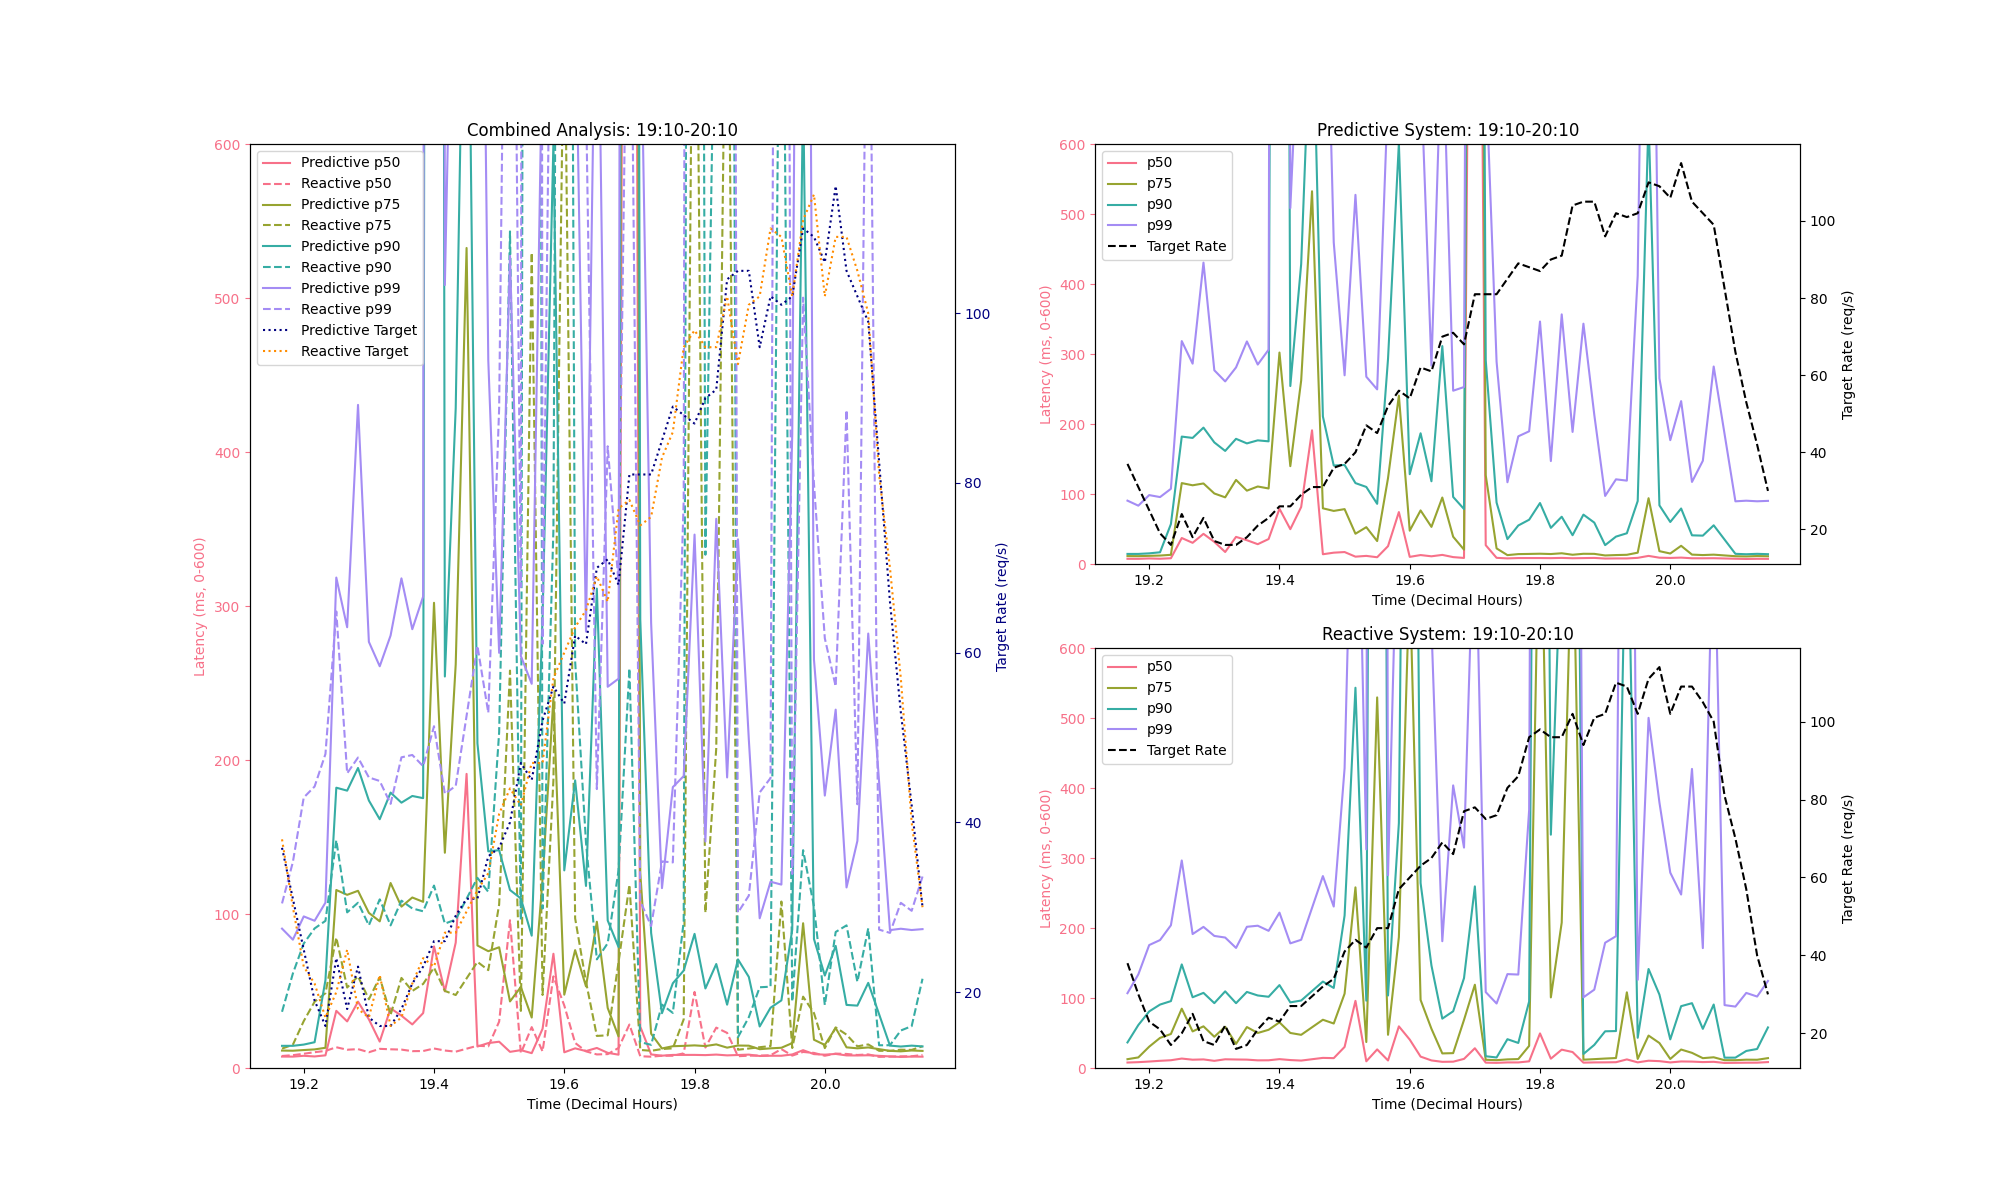 Combined Analysis: 19:10-20:10
600
500
400
300
200
100
0
Latency (ms, 0-600)
Predictive p50
Reactive p50
Predictive p75
Reactive p75
Predictive p90
Reactive p90
Predictive p99
Reactive p99
Predictive Target
Reactive Target
100
80
60
40
20
Target Rate (req/s)
19.2 19.4 19.6 19.8 20.0
Time (Decimal Hours)
Predictive System: 19:10-20:10
600
500
400
300
200
100
0
Latency (ms, 0-600)
p50
p75
p90
p99
Target Rate
100
80
60
40
20
Target Rate (req/s)
19.2 19.4 19.6 19.8 20.0
Time (Decimal Hours)
Reactive System: 19:10-20:10
600
500
400
300
200
100
0
Latency (ms, 0-600)
p50
p75
p90
p99
Target Rate
100
80
60
40
20
Target Rate (req/s)
19.2 19.4 19.6 19.8 20.0
Time (Decimal Hours)